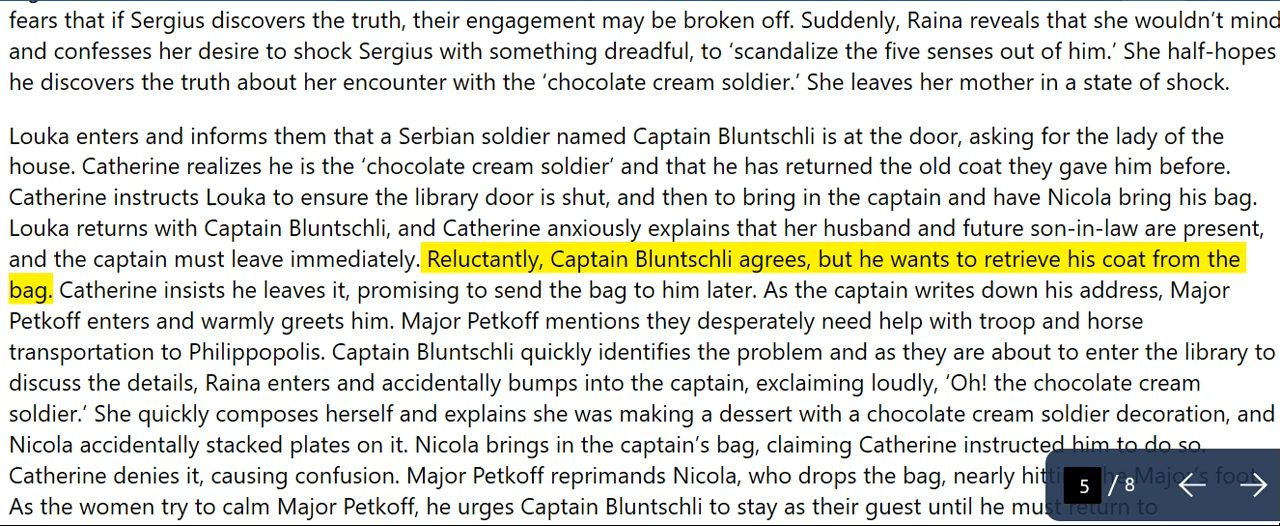 fears that if Sergius discovers the truth, their engagement may be broken off. Suddenly, Raina reveals that she wouldn’t mind
and confesses her desire to shock Sergius with something dreadful, to ‘scandalize the five senses out of him.’ She half-hopes
he discovers the truth about her encounter with the ‘chocolate cream soldier.’ She leaves her mother in a state of shock.
Louka enters and informs them that a Serbian soldier named Captain Bluntschli is at the door, asking for the lady of the
house. Catherine realizes he is the ‘chocolate cream soldier’ and that he has returned the old coat they gave him before.
Catherine instructs Louka to ensure the library door is shut, and then to bring in the captain and have Nicola bring his bag.
Louka returns with Captain Bluntschli, and Catherine anxiously explains that her husband and future son-in-law are present,
and the captain must leave immediately. Reluctantly, Captain Bluntschli agrees, but he wants to retrieve his coat from the
bag. Catherine insists he leaves it, promising to send the bag to him later. As the captain writes down his address, Major
Petkoff enters and warmly greets him. Major Petkoff mentions they desperately need help with troop and horse
transportation to Philippopolis. Captain Bluntschli quickly identifies the problem and as they are about to enter the library to
discuss the details, Raina enters and accidentally bumps into the captain, exclaiming loudly, ‘Oh! the chocolate cream
soldier.’ She quickly composes herself and explains she was making a dessert with a chocolate cream soldier decoration, and
Nicola accidentally stacked plates on it. Nicola brings in the captain’s bag, claiming Catherine instructed him to do so.
Catherine denies it, causing confusion. Major Petkoff reprimands Nicola, who drops the bag, nearly hitting the Major’s foot.
As the women try to calm Major Petkoff, he urges Captain Bluntschli to stay as their guest until he must return to
5 / 8